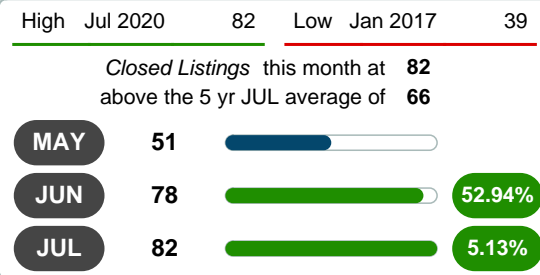 High Jul 2020 82 Low Jan 2017 39
Closed Listings this month at 82
above the 5 yr JUL average of 66
MAY 51
JUN 78 52.94%
JUL 82 5.13%